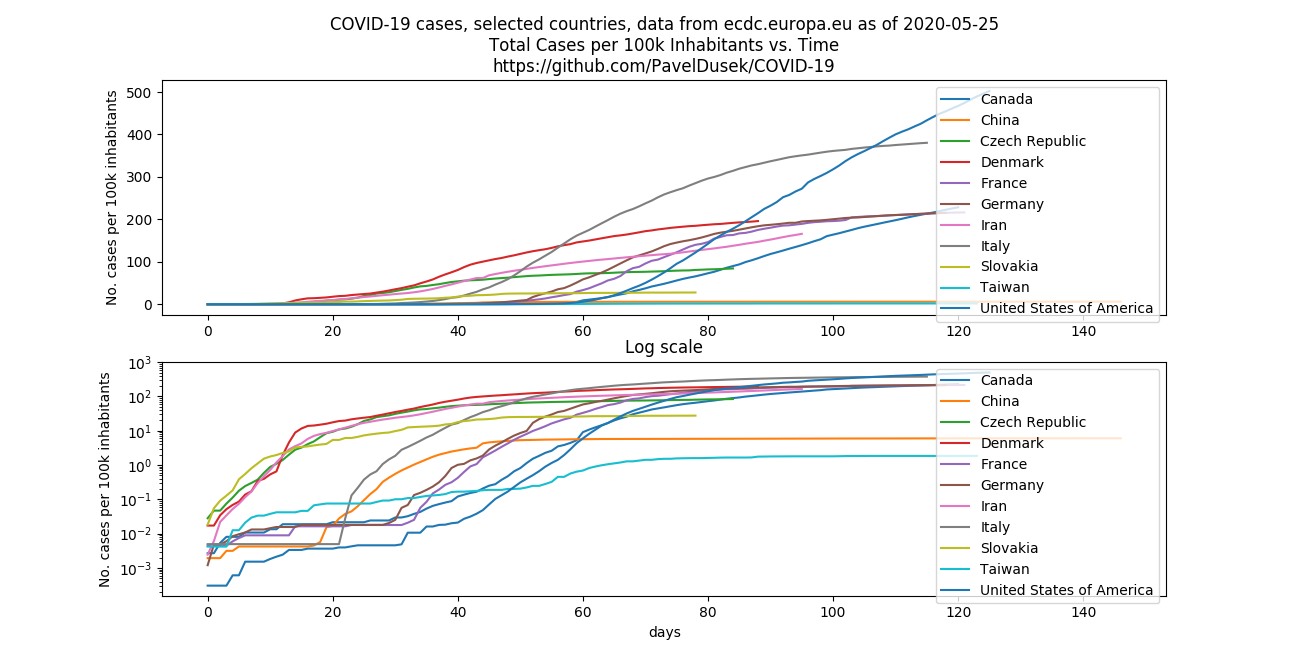 COVID-19 cases, selected countries, data from ecdc.europa.eu as of 2020-05-25
Total Cases per 100k Inhabitants vs. Time
https://github.com/PavelDusek/COVID-19
No. cases per 100k inhabitants
500
400
300
200
100
0
0 20 40 60 80 100 120 140
Canada
China
Czech Republic
Denmark
France
Germany
Iran
Italy
Slovakia
Taiwan
United States of America
Log scale
No. cases per 100k inhabitants
10³
10²
10¹
10⁰
10⁻¹
10⁻²
10⁻³
0 20 40 60 80 100 120 140
days
Canada
China
Czech Republic
Denmark
France
Germany
Iran
Italy
Slovakia
Taiwan
United States of America